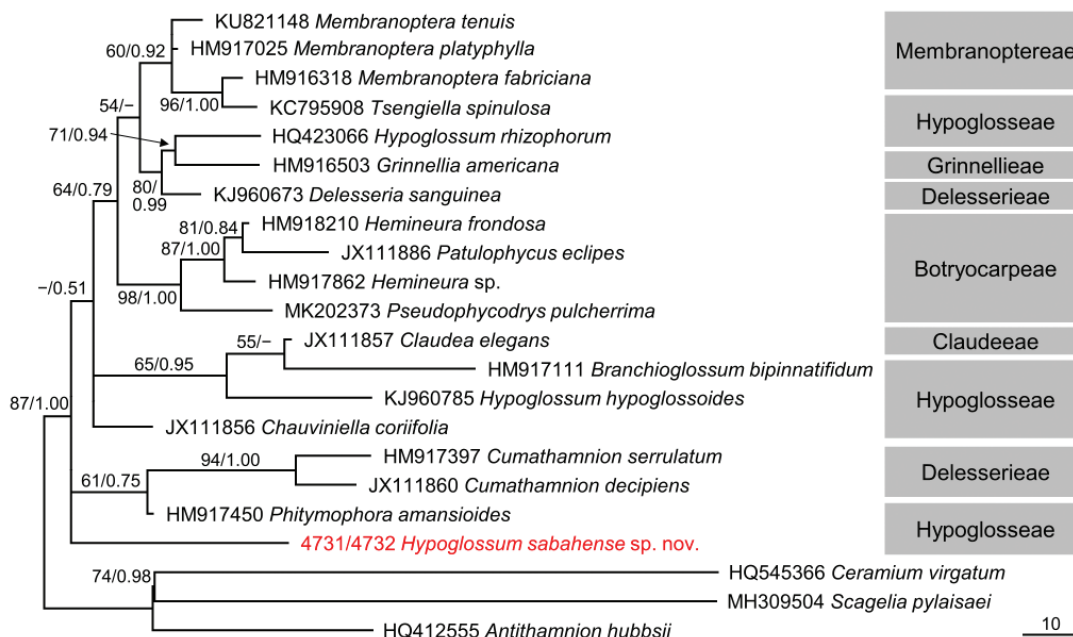 KU821148 Membranoptera tenuis
60/0.92
HM917025 Membranoptera platyphylla
Membranoptereae
HM916318 Membranoptera fabriciana
96/1.00
KC795908 Tsengiella spinulosa
54/–
71/0.94
HQ423066 Hypoglossum rhizophorum
Hypoglosseae
HM916503 Grinnellia americana
Grinnellieae
64/0.79
80/
0.99
KJ960673 Delesseria sanguinea
Delesserieae
81/0.84
HM918210 Hemineura frondosa
87/1.00
JX111886 Patulophycus eclipes
Botryocarpeae
HM917862 Hemineura sp.
98/1.00
–/0.51
MK202373 Pseudophycodrys pulcherrima
55/–
JX111857 Claudea elegans
Claudeeae
65/0.95
HM917111 Branchioglossum bipinnatifidum
KJ960785 Hypoglossum hypoglossoides
Hypoglosseae
87/1.00
JX111856 Chauviniella coriifolia
94/1.00
HM917397 Cumathamnion serrulatum
Delesserieae
61/0.75
JX111860 Cumathamnion decipiens
HM917450 Phitymophora amansioides
Hypoglosseae
4731/4732 Hypoglossum sabahense sp. nov.
74/0.98
HQ545366 Ceramium virgatum
MH309504 Scagelia pylaisaei
HQ412555 Antithamnion hubbsii
10